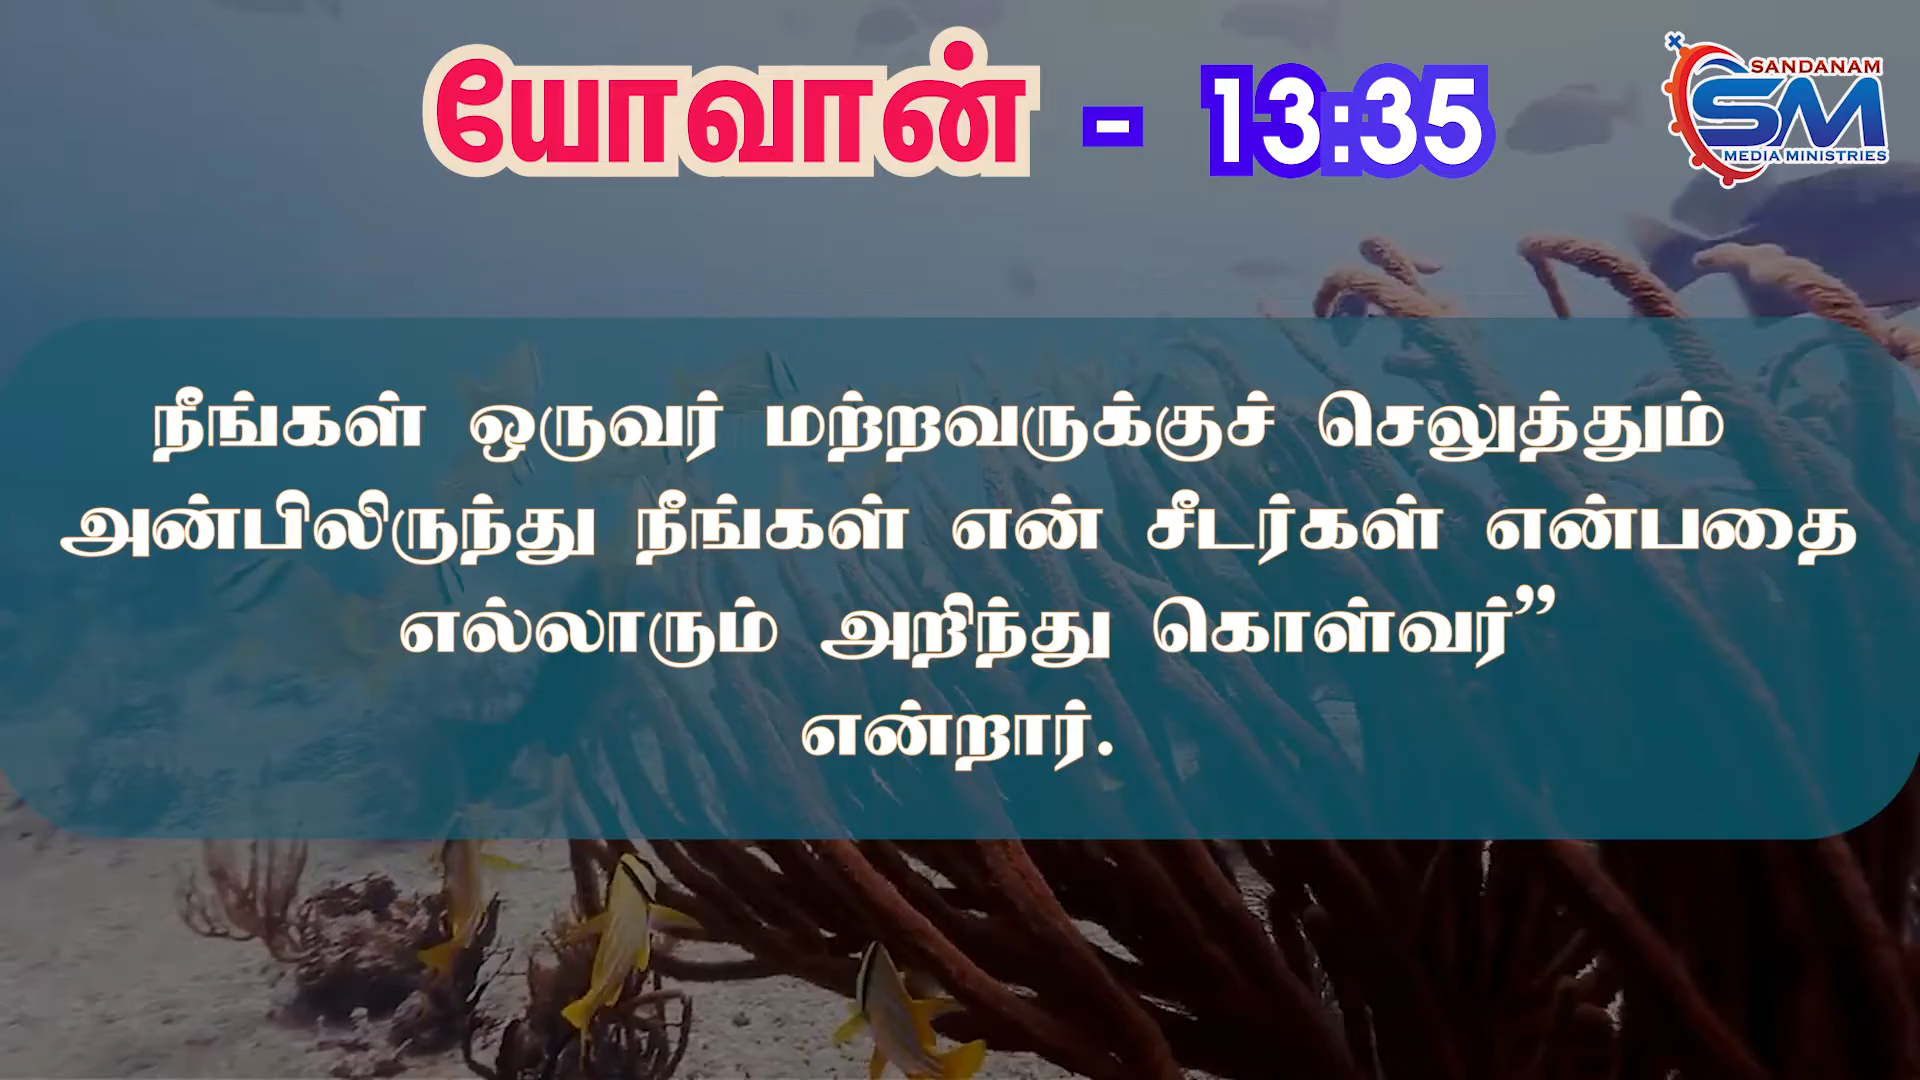 யோவான் - 13:35
SANDANAM
SM
MEDIA MINISTRIES
நீங்கள் ஒருவர் மற்றவருக்குச் செலுத்தும்
அன்பிலிருந்து நீங்கள் என் சீடர்கள் என்பதை
எல்லாரும் அறிந்து கொள்வர்”
என்றார்.